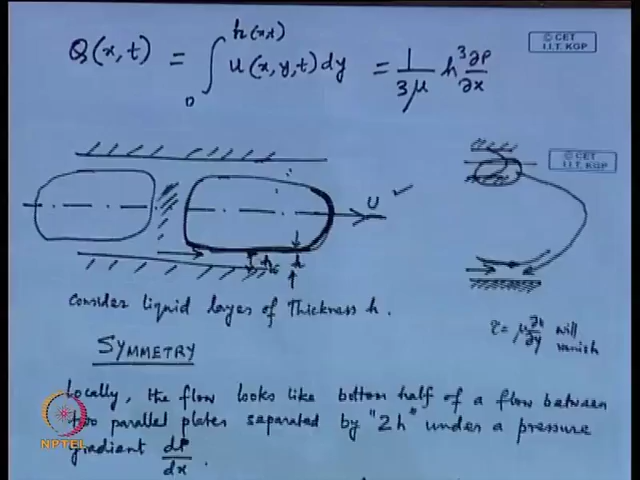 Q(x,t) = ∫₀^{h(x,t)} u(x,y,t) dy = 1/3μ h³ ∂p/∂x
© CET
I.I.T. KGP
© CET
I.I.T. KGP
U ✓
h
Consider liquid layers of Thickness h.
SYMMETRY
will
vanish
Locally, the flow looks like bottom half of a flow between
two parallel plates separated by "2h" under a pressure
gradient dP/dx.
NPTEL